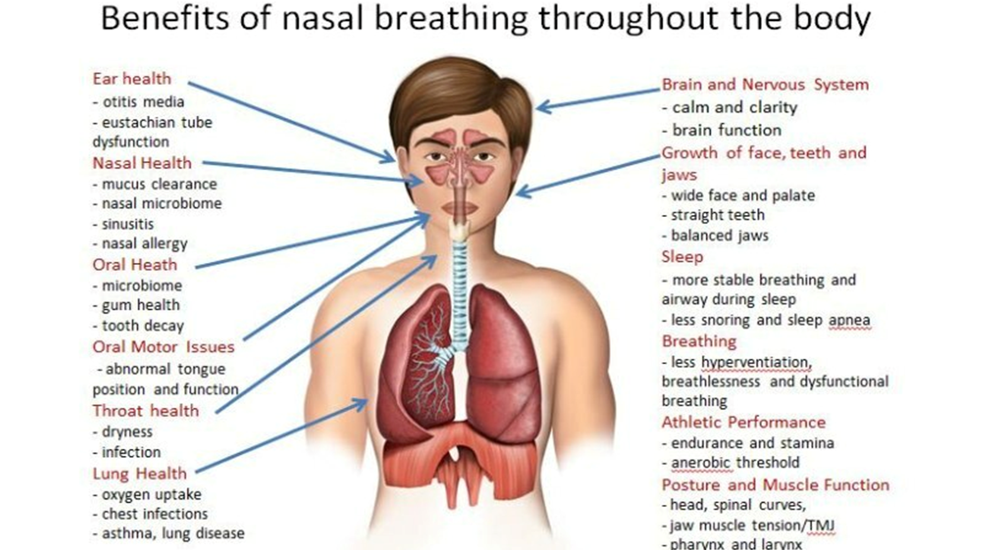 Benefits of nasal breathing throughout the body
Ear health
- otitis media
- eustachian tube
dysfunction
Nasal Health
- mucus clearance
- nasal microbiome
- sinusitis
- nasal allergy
Oral Heath
- microbiome
- gum health
- tooth decay
Oral Motor Issues
- abnormal tongue
position and function
Throat health
- dryness
- infection
Lung Health
- oxygen uptake
- chest infections
- asthma, lung disease
Brain and Nervous System
- calm and clarity
- brain function
Growth of face, teeth and
jaws
- wide face and palate
- straight teeth
- balanced jaws
Sleep
- more stable breathing and
airway during sleep
- less snoring and sleep apnea
Breathing
- less hyperventiation,
breathlessness and dysfunctional
breathing
Athletic Performance
- endurance and stamina
- anerobic threshold
Posture and Muscle Function
- head, spinal curves,
- jaw muscle tension/TMJ
- pharynx and larynx